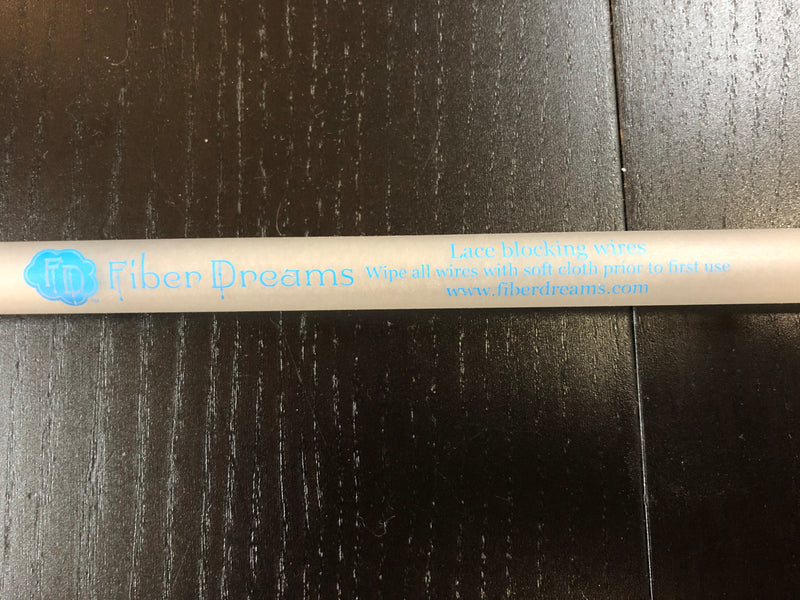 FD Fiber Dreams
Lace blocking wires
Wipe all wires with soft cloth prior to first use
www.fiberdreams.com